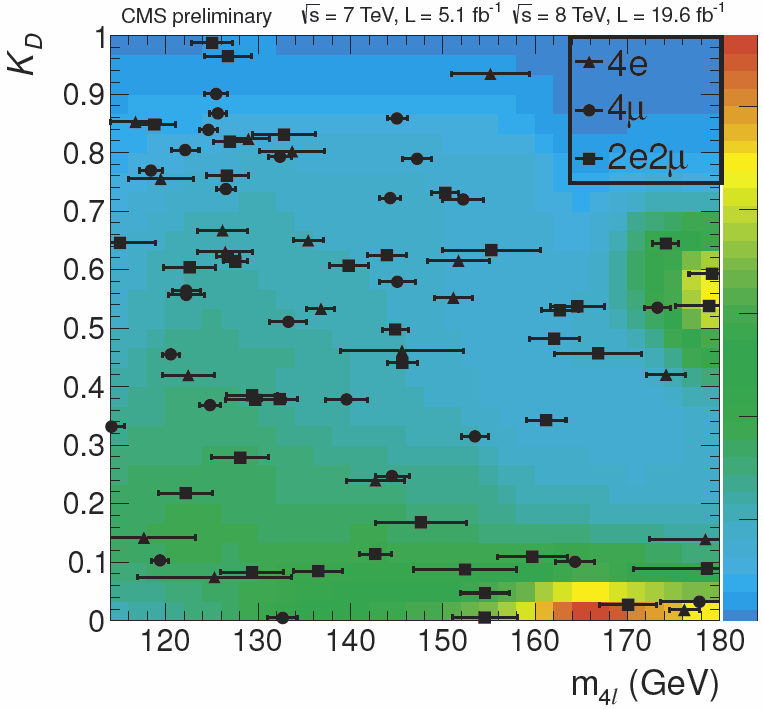 CMS preliminary √s = 7 TeV, L = 5.1 fb⁻¹ √s = 8 TeV, L = 19.6 fb⁻¹
K_D
1
0.9
0.8
0.7
0.6
0.5
0.4
0.3
0.2
0.1
0
4e
4μ
2e2μ
120 130 140 150 160 170 180
m_4l (GeV)